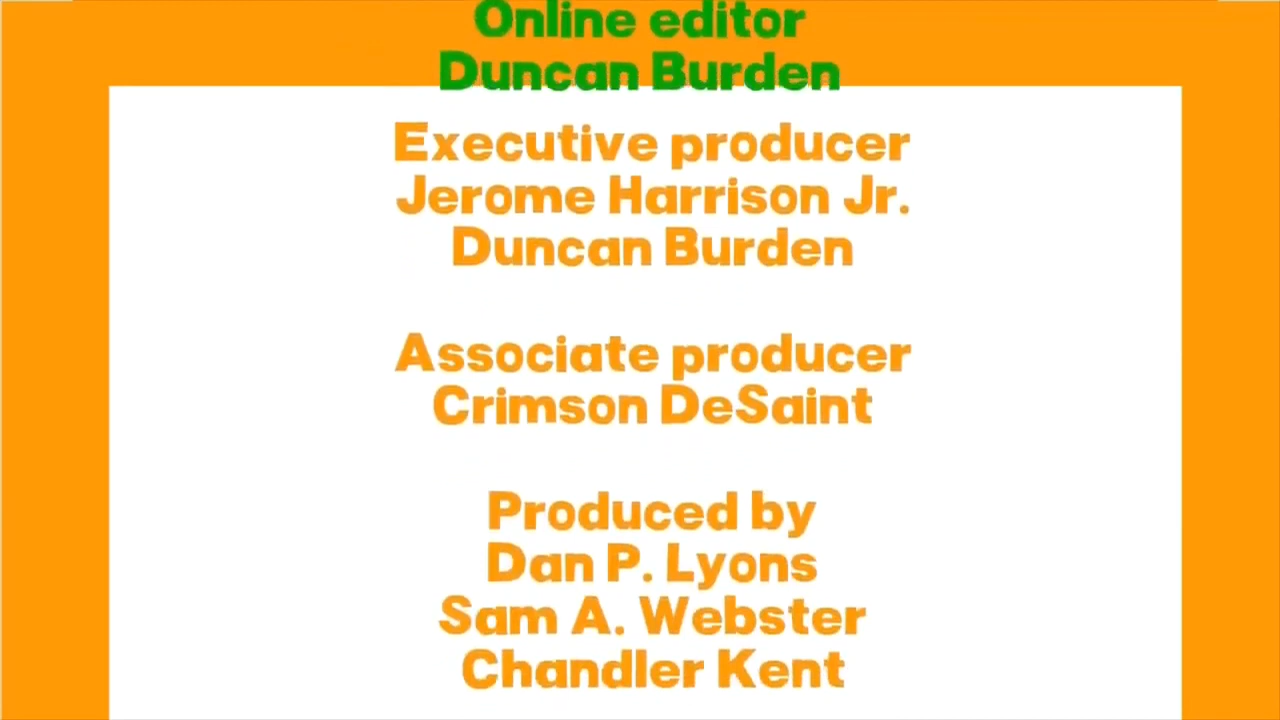 Online editor
Duncan Burden
Executive producer
Jerome Harrison Jr.
Duncan Burden
Associate producer
Crimson DeSaint
Produced by
Dan P. Lyons
Sam A. Webster
Chandler Kent